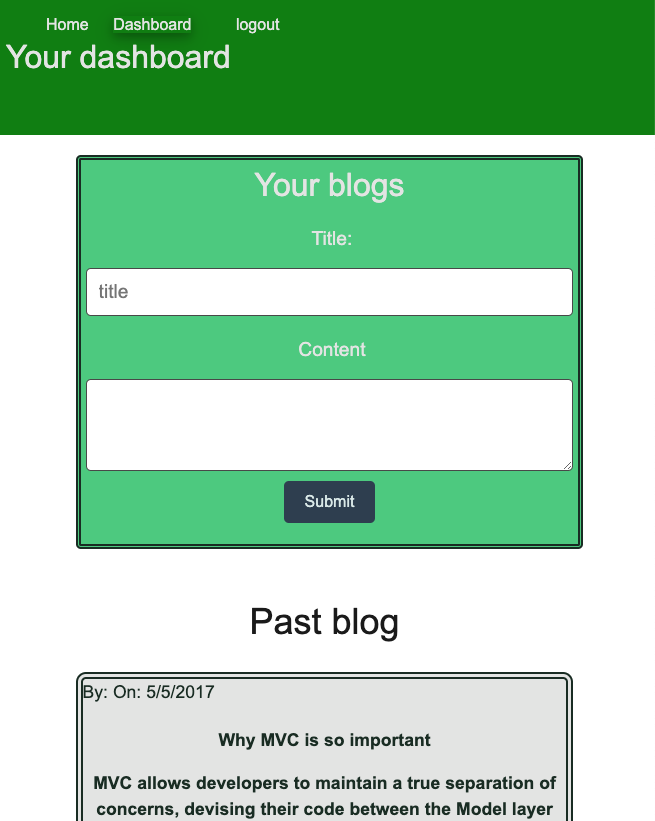 Home Dashboard logout
Your dashboard
Your blogs
Title:
title
Content
Submit
Past blog
By: On: 5/5/2017
Why MVC is so important
MVC allows developers to maintain a true separation of
concerns, devising their code between the Model layer